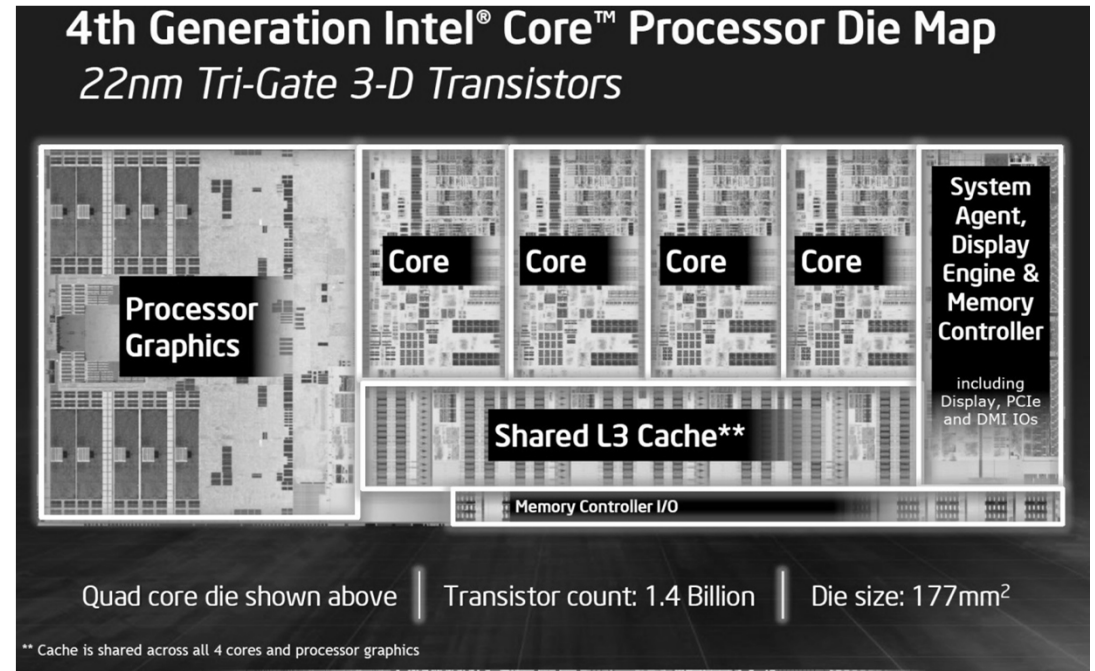 4th Generation Intel® Core™ Processor Die Map
22nm Tri-Gate 3-D Transistors
Processor
Graphics
Core
Core
Core
Core
System
Agent,
Display
Engine &
Memory
Controller
including
Display, PCIe
and DMI IOs
Shared L3 Cache**
Memory Controller I/O
Quad core die shown above
Transistor count: 1.4 Billion
Die size: 177mm²
** Cache is shared across all 4 cores and processor graphics